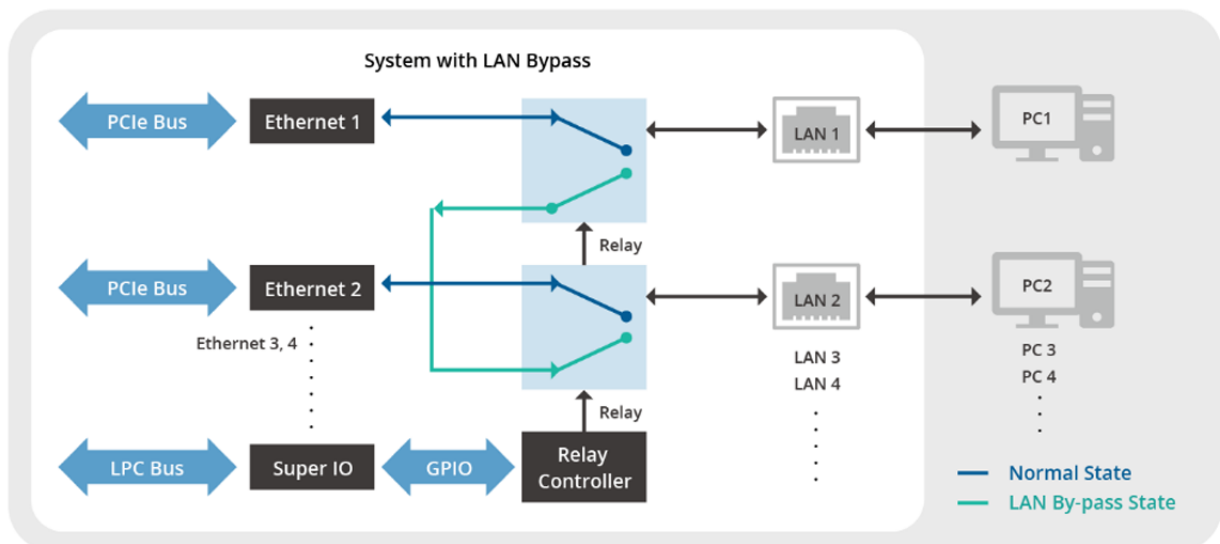 System with LAN Bypass
PCIe Bus
Ethernet 1
LAN 1
PC1
Relay
PCIe Bus
Ethernet 2
LAN 2
PC2
Ethernet 3, 4
LAN 3
LAN 4
PC 3
PC 4
Relay
LPC Bus
Super IO
GPIO
Relay
Controller
Normal State
LAN By-pass State